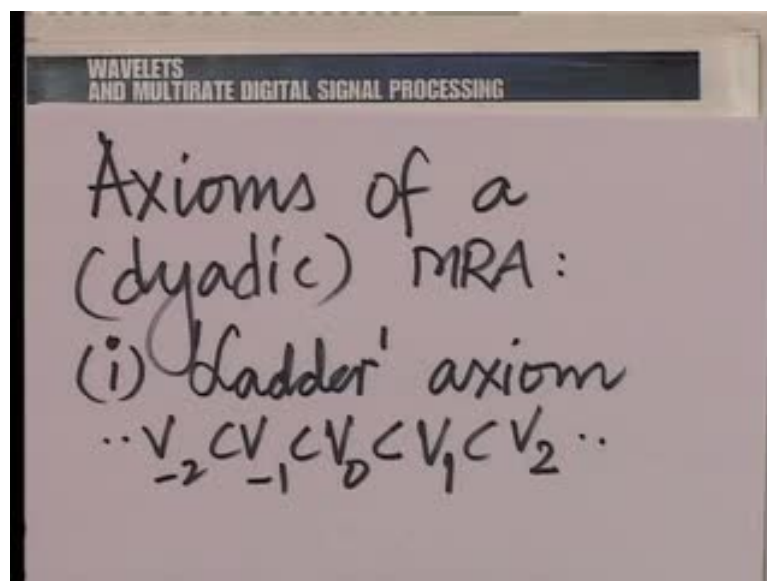 WAVELETS
AND MULTIRATE DIGITAL SIGNAL PROCESSING
Axioms of a
(dyadic) MRA :
(i) 'Ladder' axiom
..V₋₂ ⊂ V₋₁ ⊂ V₀ ⊂ V₁ ⊂ V₂ ..